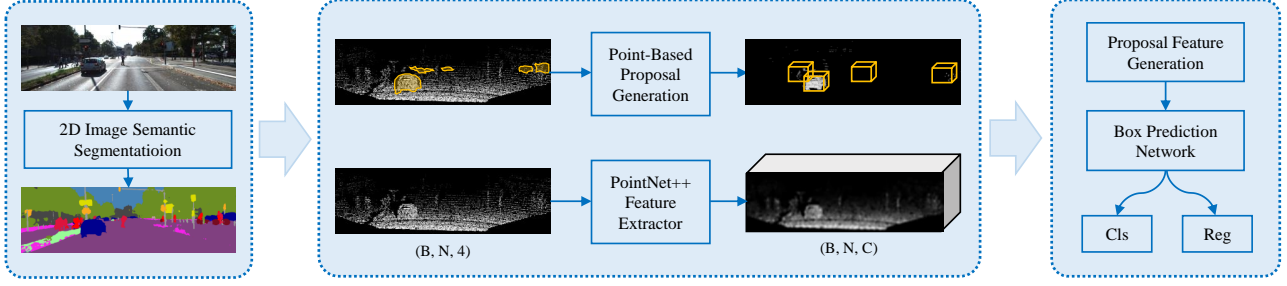 2D Image Semantic
Segmentatioion
Point-Based
Proposal
Generation
PointNet++
Feature
Extractor
(B, N, 4)
(B, N, C)
Proposal Feature
Generation
Box Prediction
Network
Cls
Reg